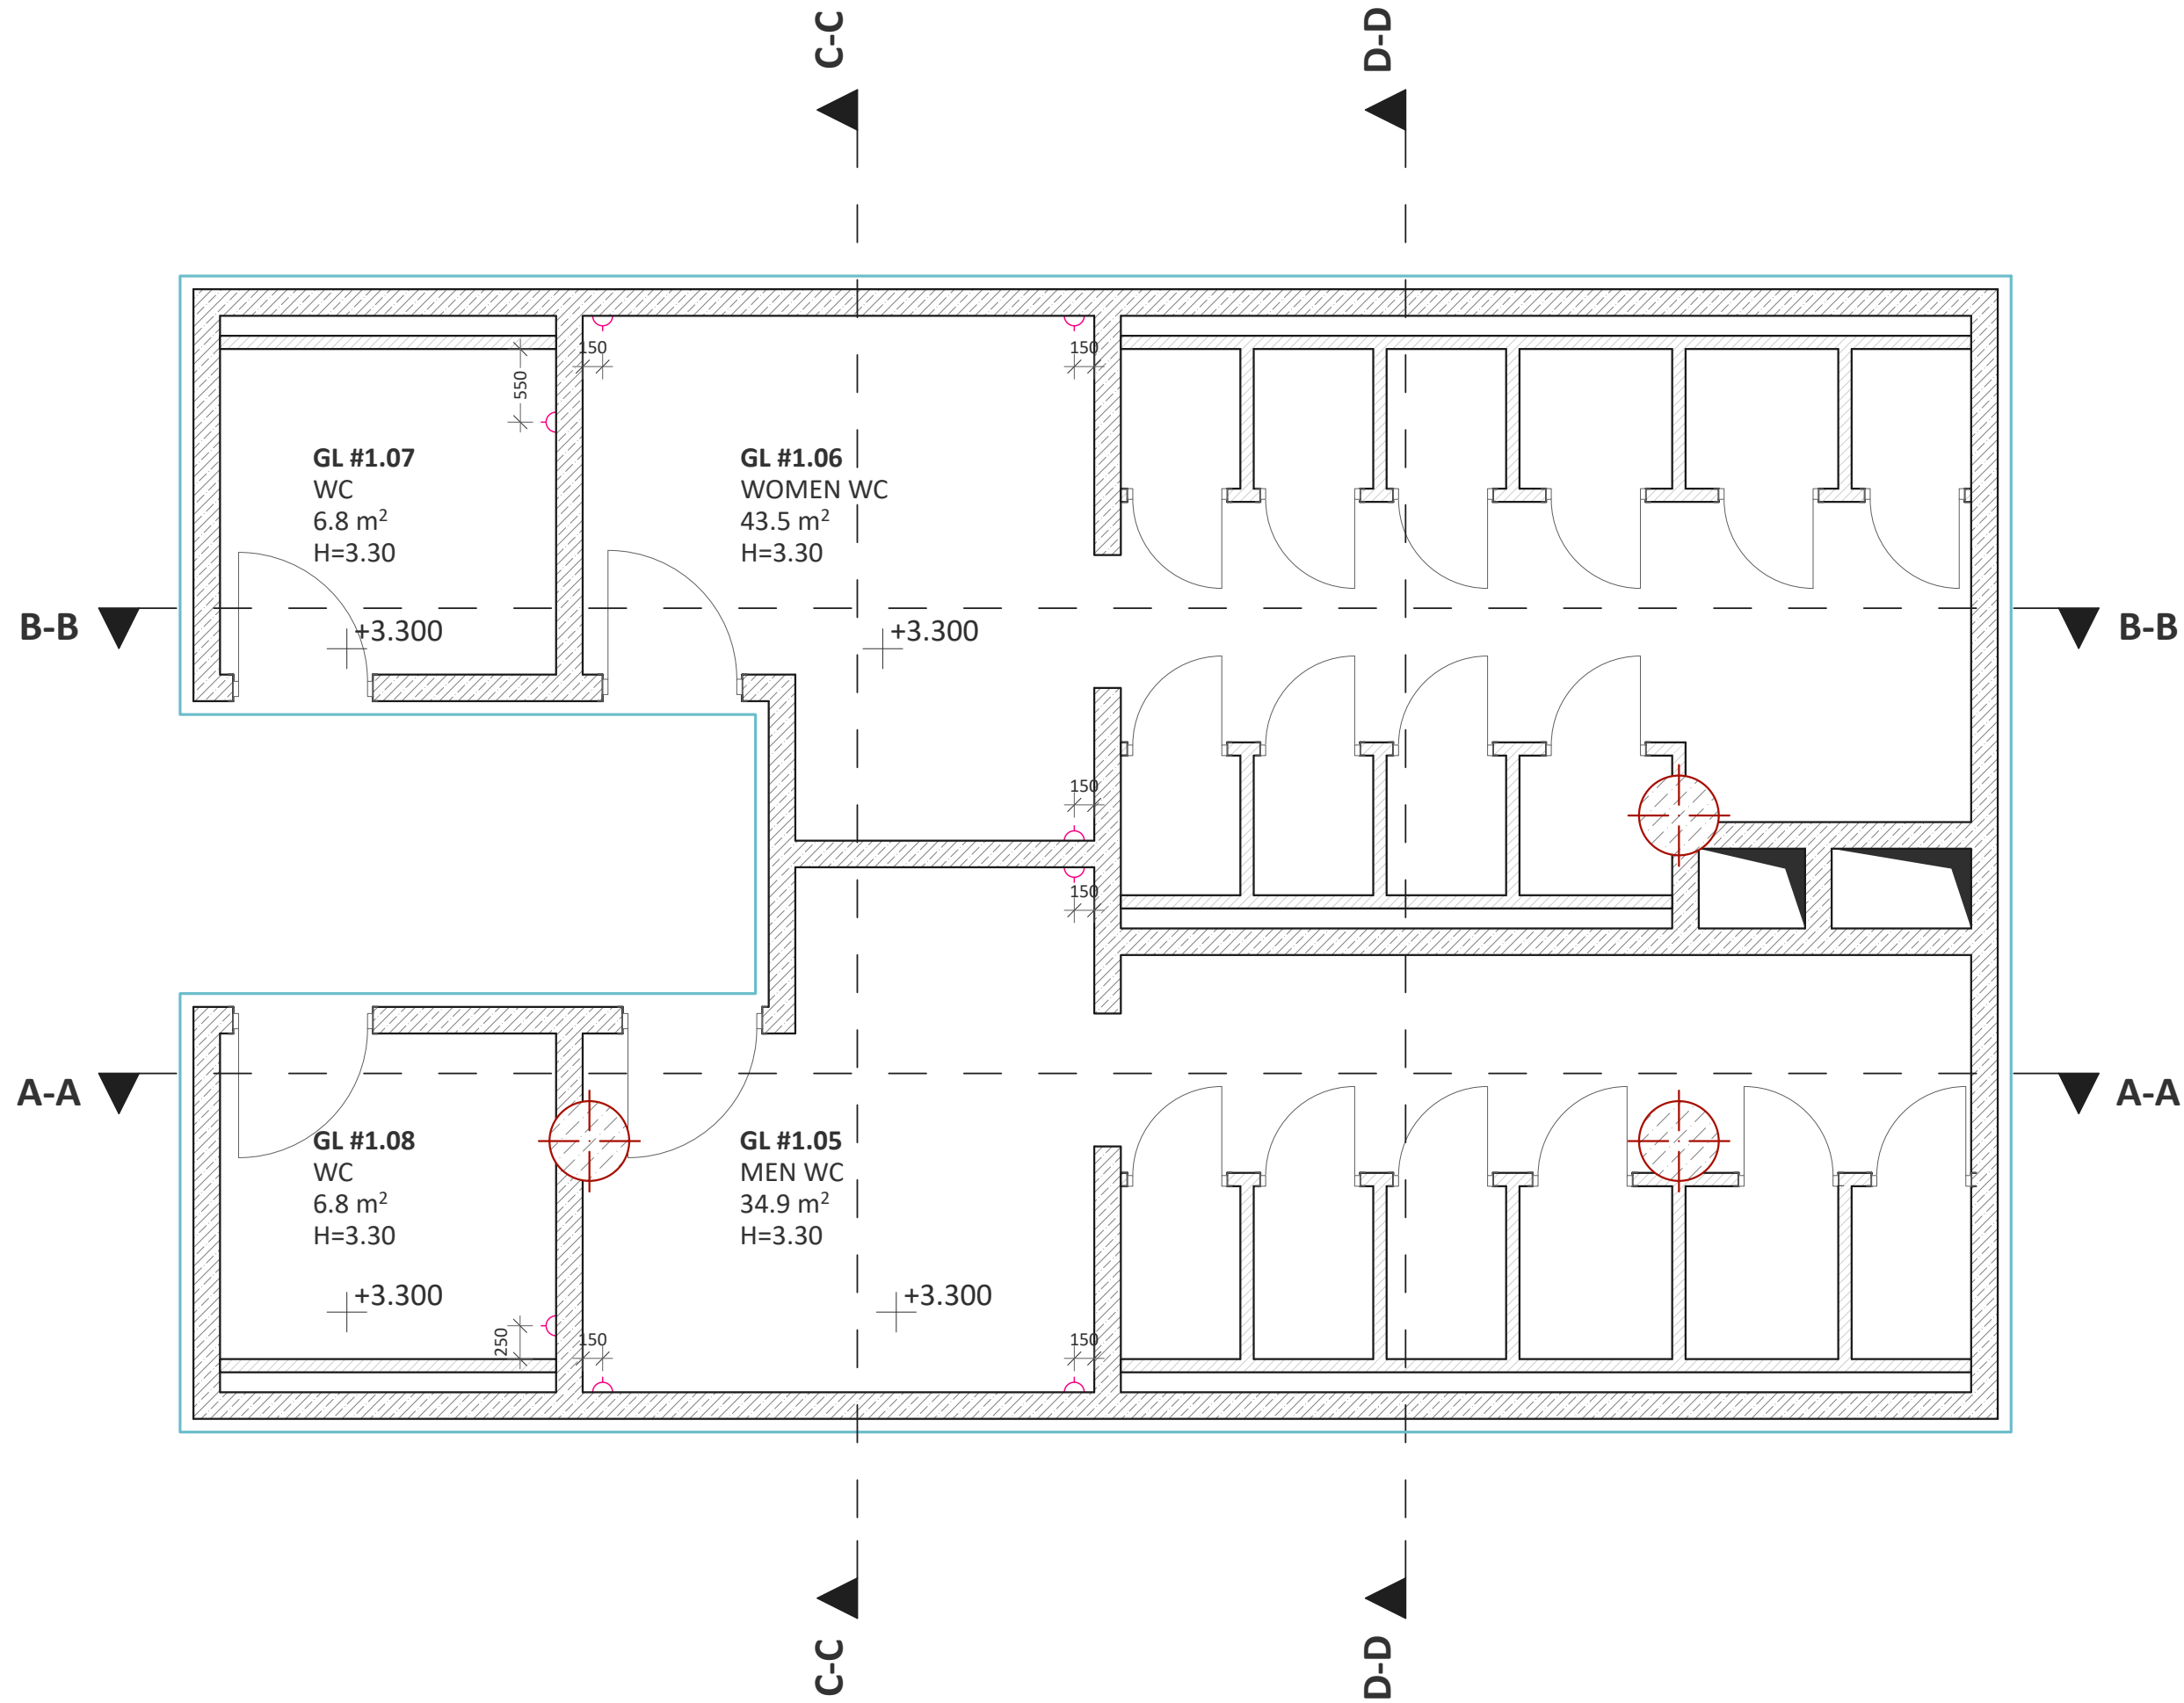 C-C
D-D
150
150
550
GL #1.07
WC
6.8 m²
H=3.30
GL #1.06
WOMEN WC
43.5 m²
H=3.30
B-B
+3.300
+3.300
B-B
150
150
A-A
A-A
GL #1.08
WC
6.8 m²
H=3.30
GL #1.05
MEN WC
34.9 m²
H=3.30
+3.300
+3.300
250
150
150
C-C
D-D